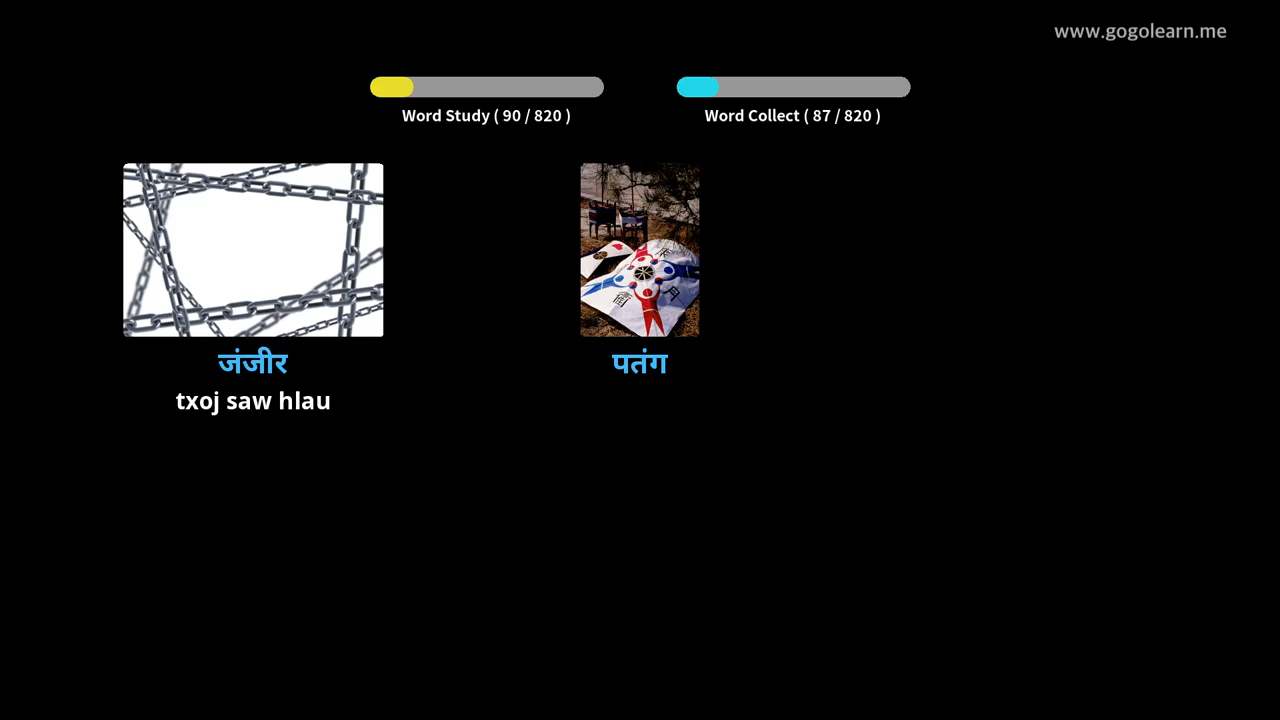 www.gogolearn.me
Word Study ( 90 / 820 )
Word Collect ( 87 / 820 )
जंजीर
पतंग
txoj saw hlau